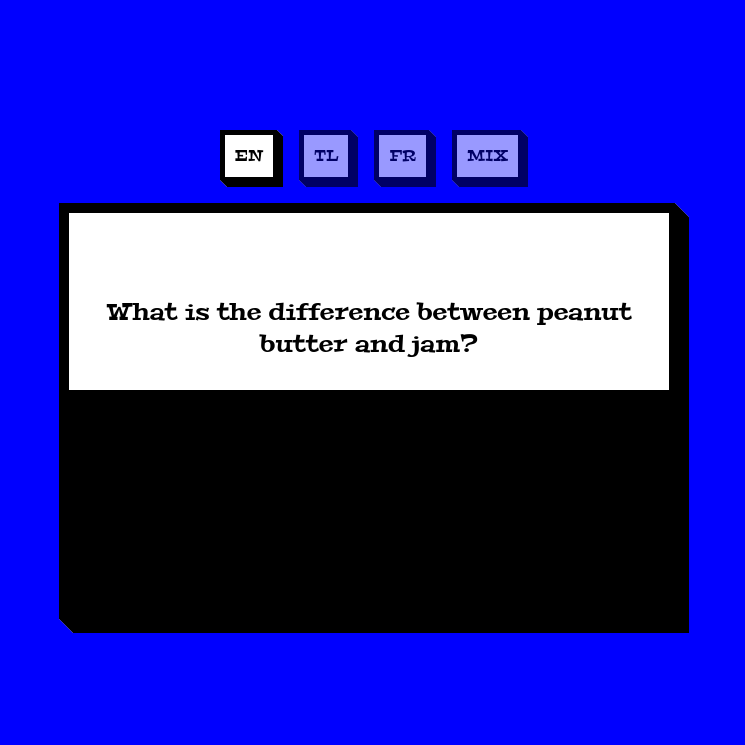 EN TL FR MIX
What is the difference between peanut
butter and jam?